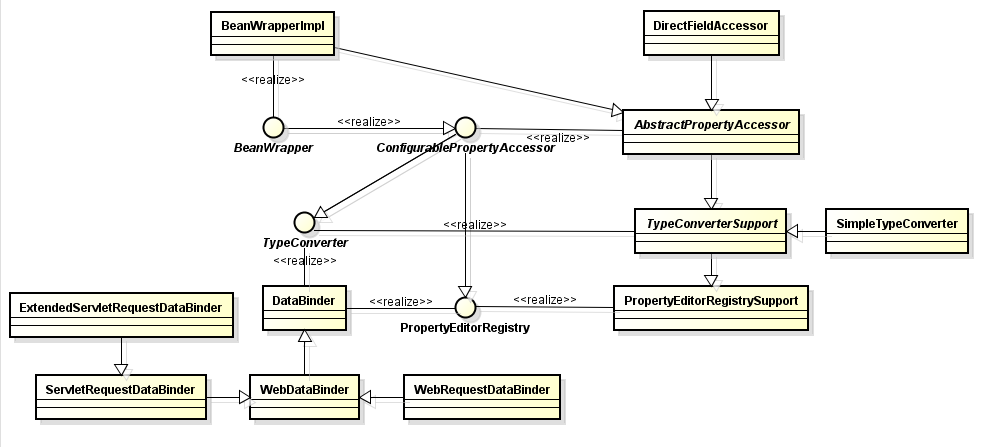 BeanWrapperImpl
DirectFieldAccessor
<<realize>>
<<realize>>
AbstractPropertyAccessor
<<realize>>
BeanWrapper
ConfigurablePropertyAccessor
<<realize>>
TypeConverterSupport
SimpleTypeConverter
TypeConverter
<<realize>>
DataBinder
<<realize>>
<<realize>>
PropertyEditorRegistrySupport
ExtendedServletRequestDataBinder
PropertyEditorRegistry
ServletRequestDataBinder
WebDataBinder
WebRequestDataBinder